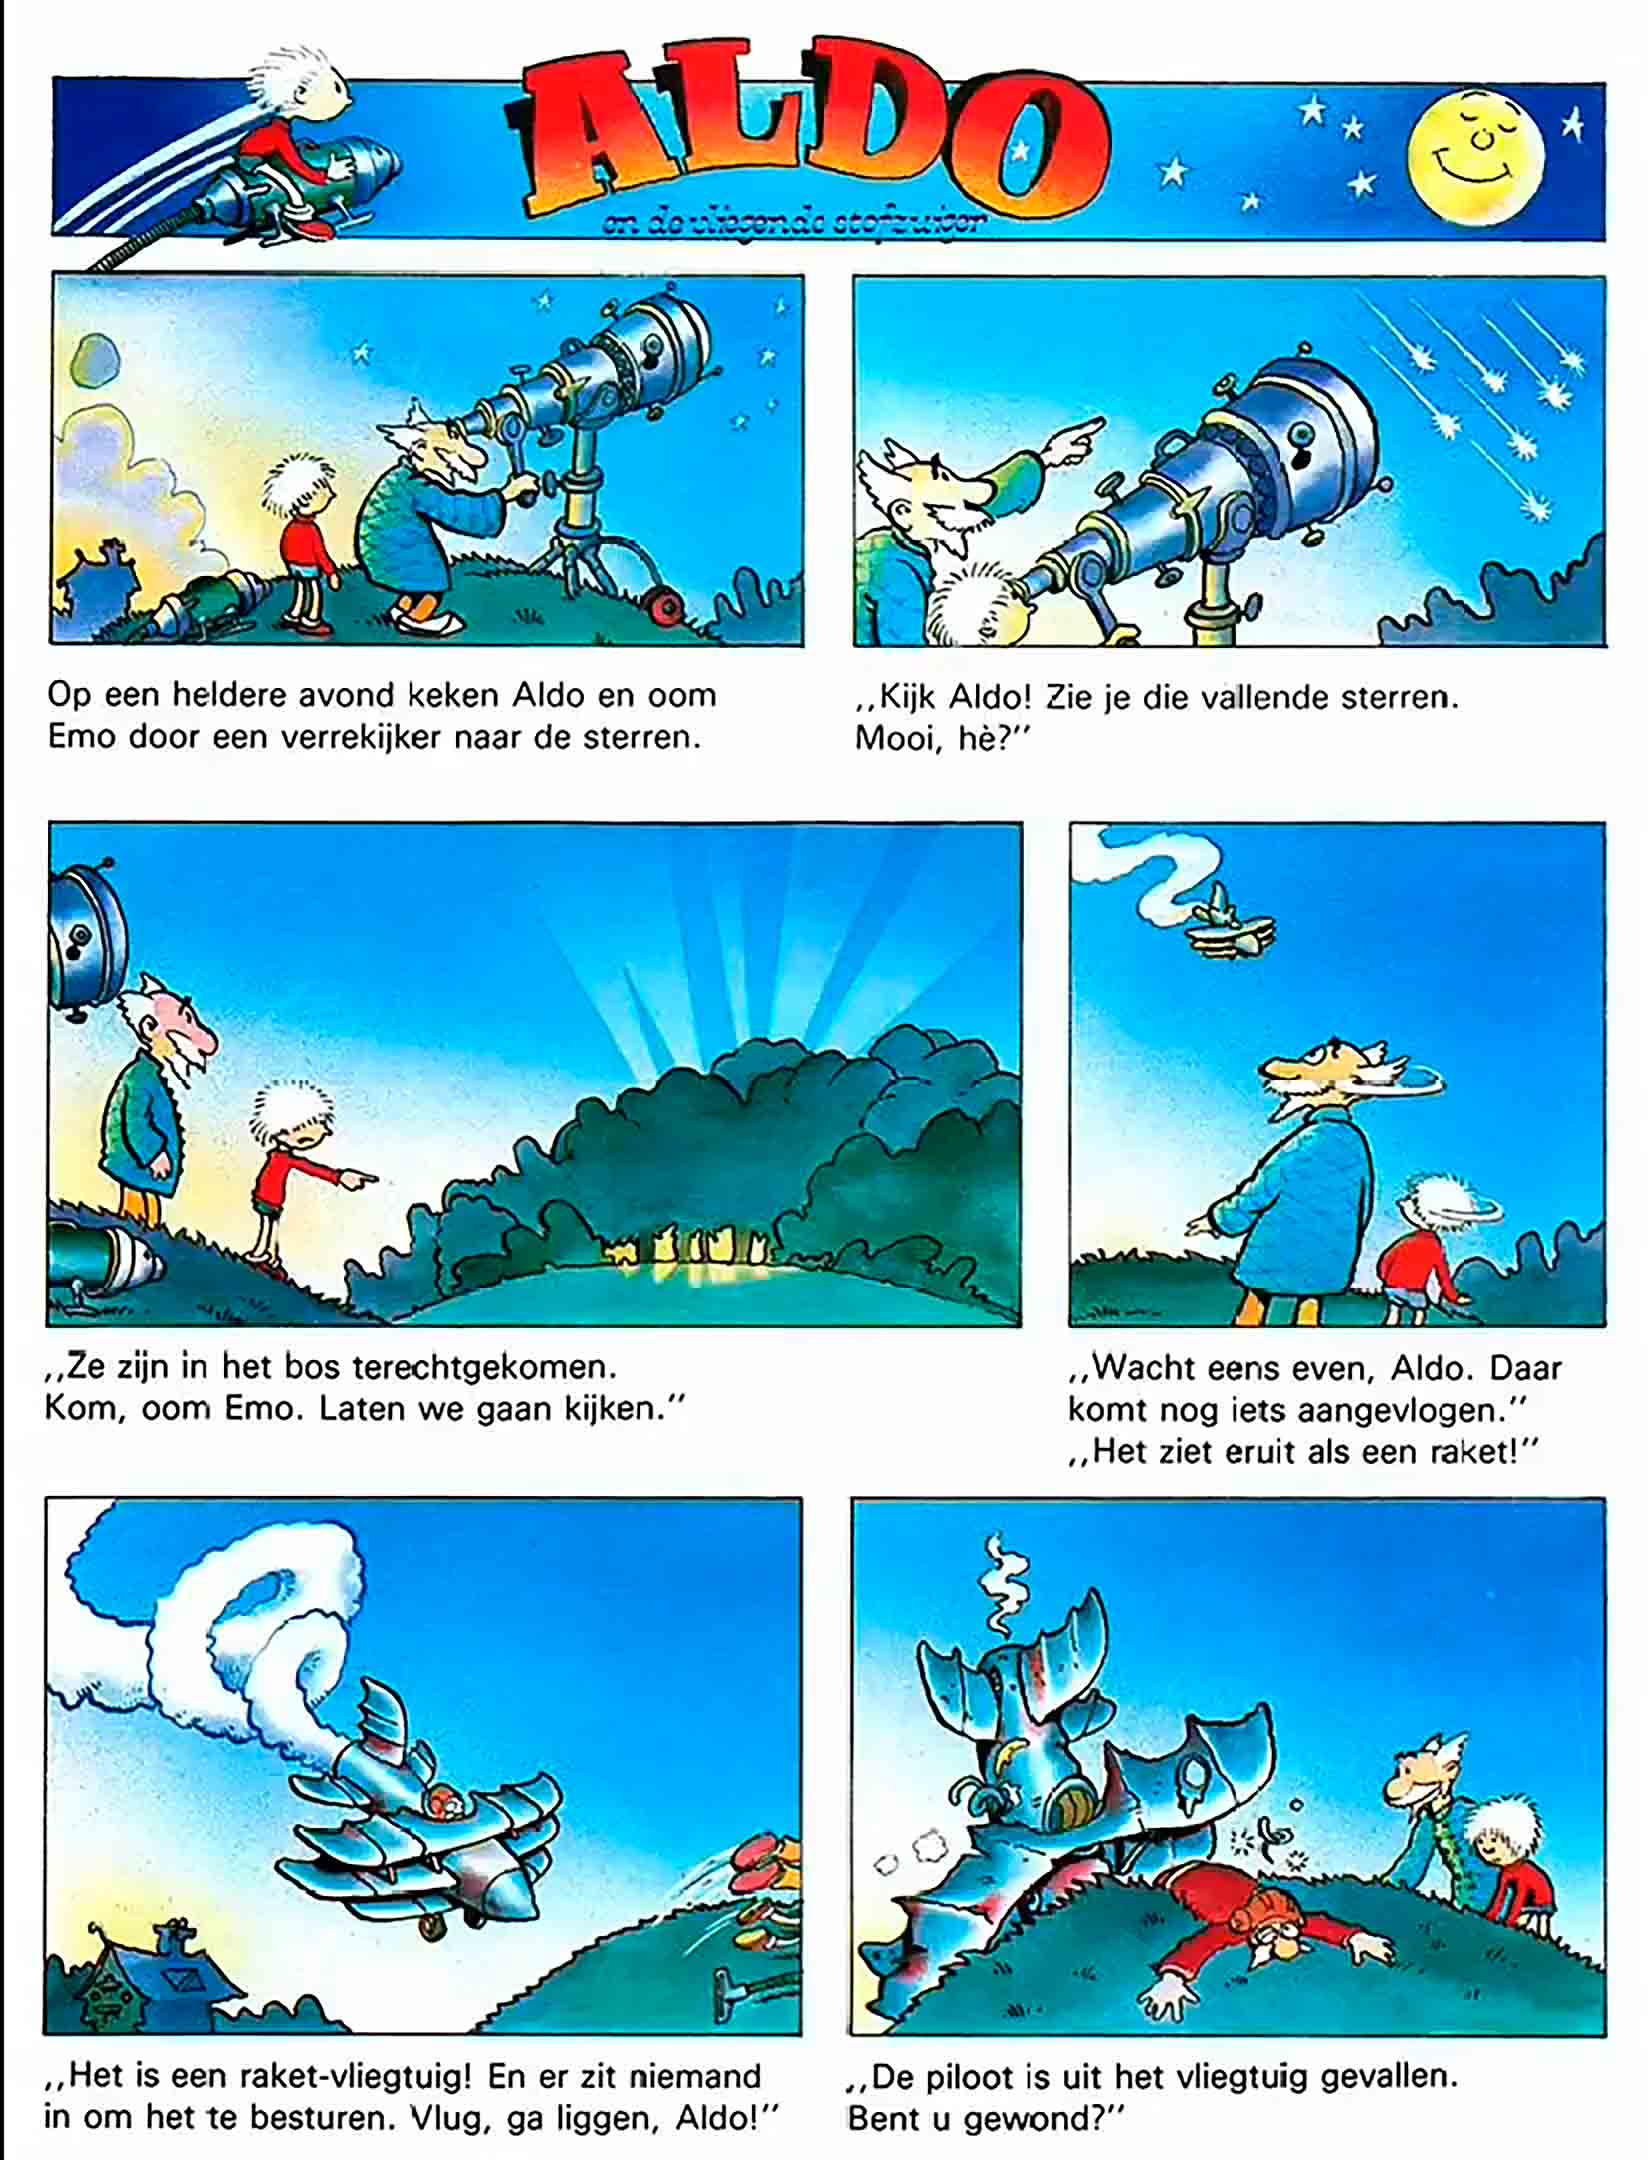 ALDO
en de vliegende stofzuiger
Op een heldere avond keken Aldo en oom
Emo door een verrekijker naar de sterren.
,,Kijk Aldo! Zie je die vallende sterren.
Mooi, hè?”
,,Ze zijn in het bos terechtgekomen.
Kom, oom Emo. Laten we gaan kijken.”
,,Wacht eens even, Aldo. Daar
komt nog iets aangevlogen.”
,,Het ziet eruit als een raket!”
,,Het is een raket-vliegtuig! En er zit niemand
in om het te besturen. Vlug, ga liggen, Aldo!”
,,De piloot is uit het vliegtuig gevallen.
Bent u gewond?”